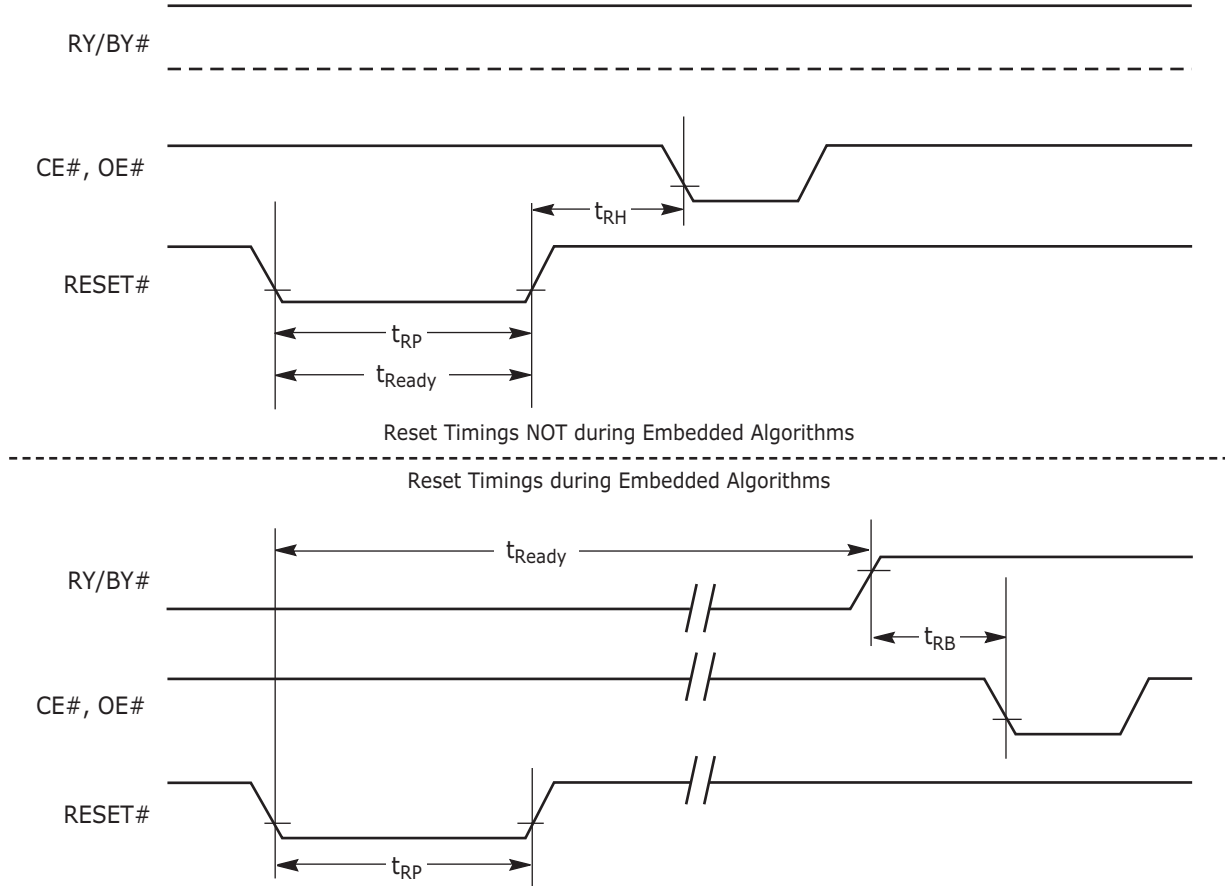 RY/BY#
CE#, OE#
tRH
RESET#
tRP
tReady
Reset Timings NOT during Embedded Algorithms
Reset Timings during Embedded Algorithms
tReady
RY/BY#
tRB
CE#, OE#
RESET#
tRP